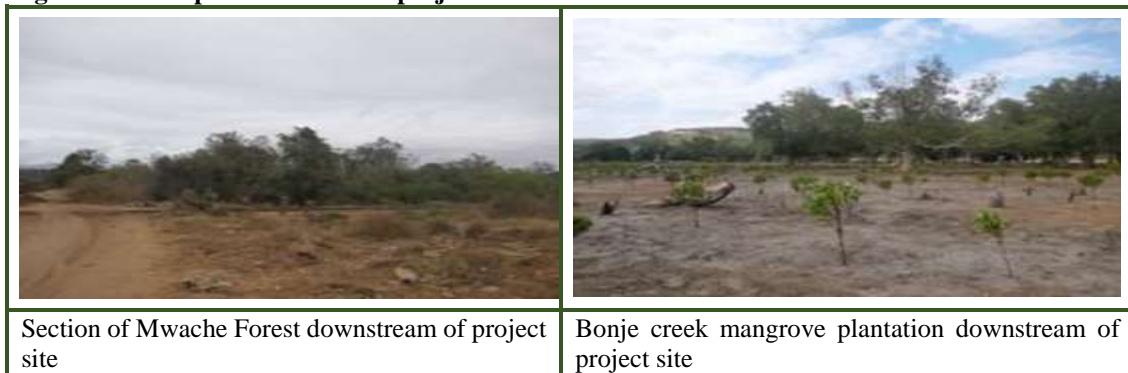 Section of Mwache Forest downstream of project
site
Bonje creek mangrove plantation downstream of
project site